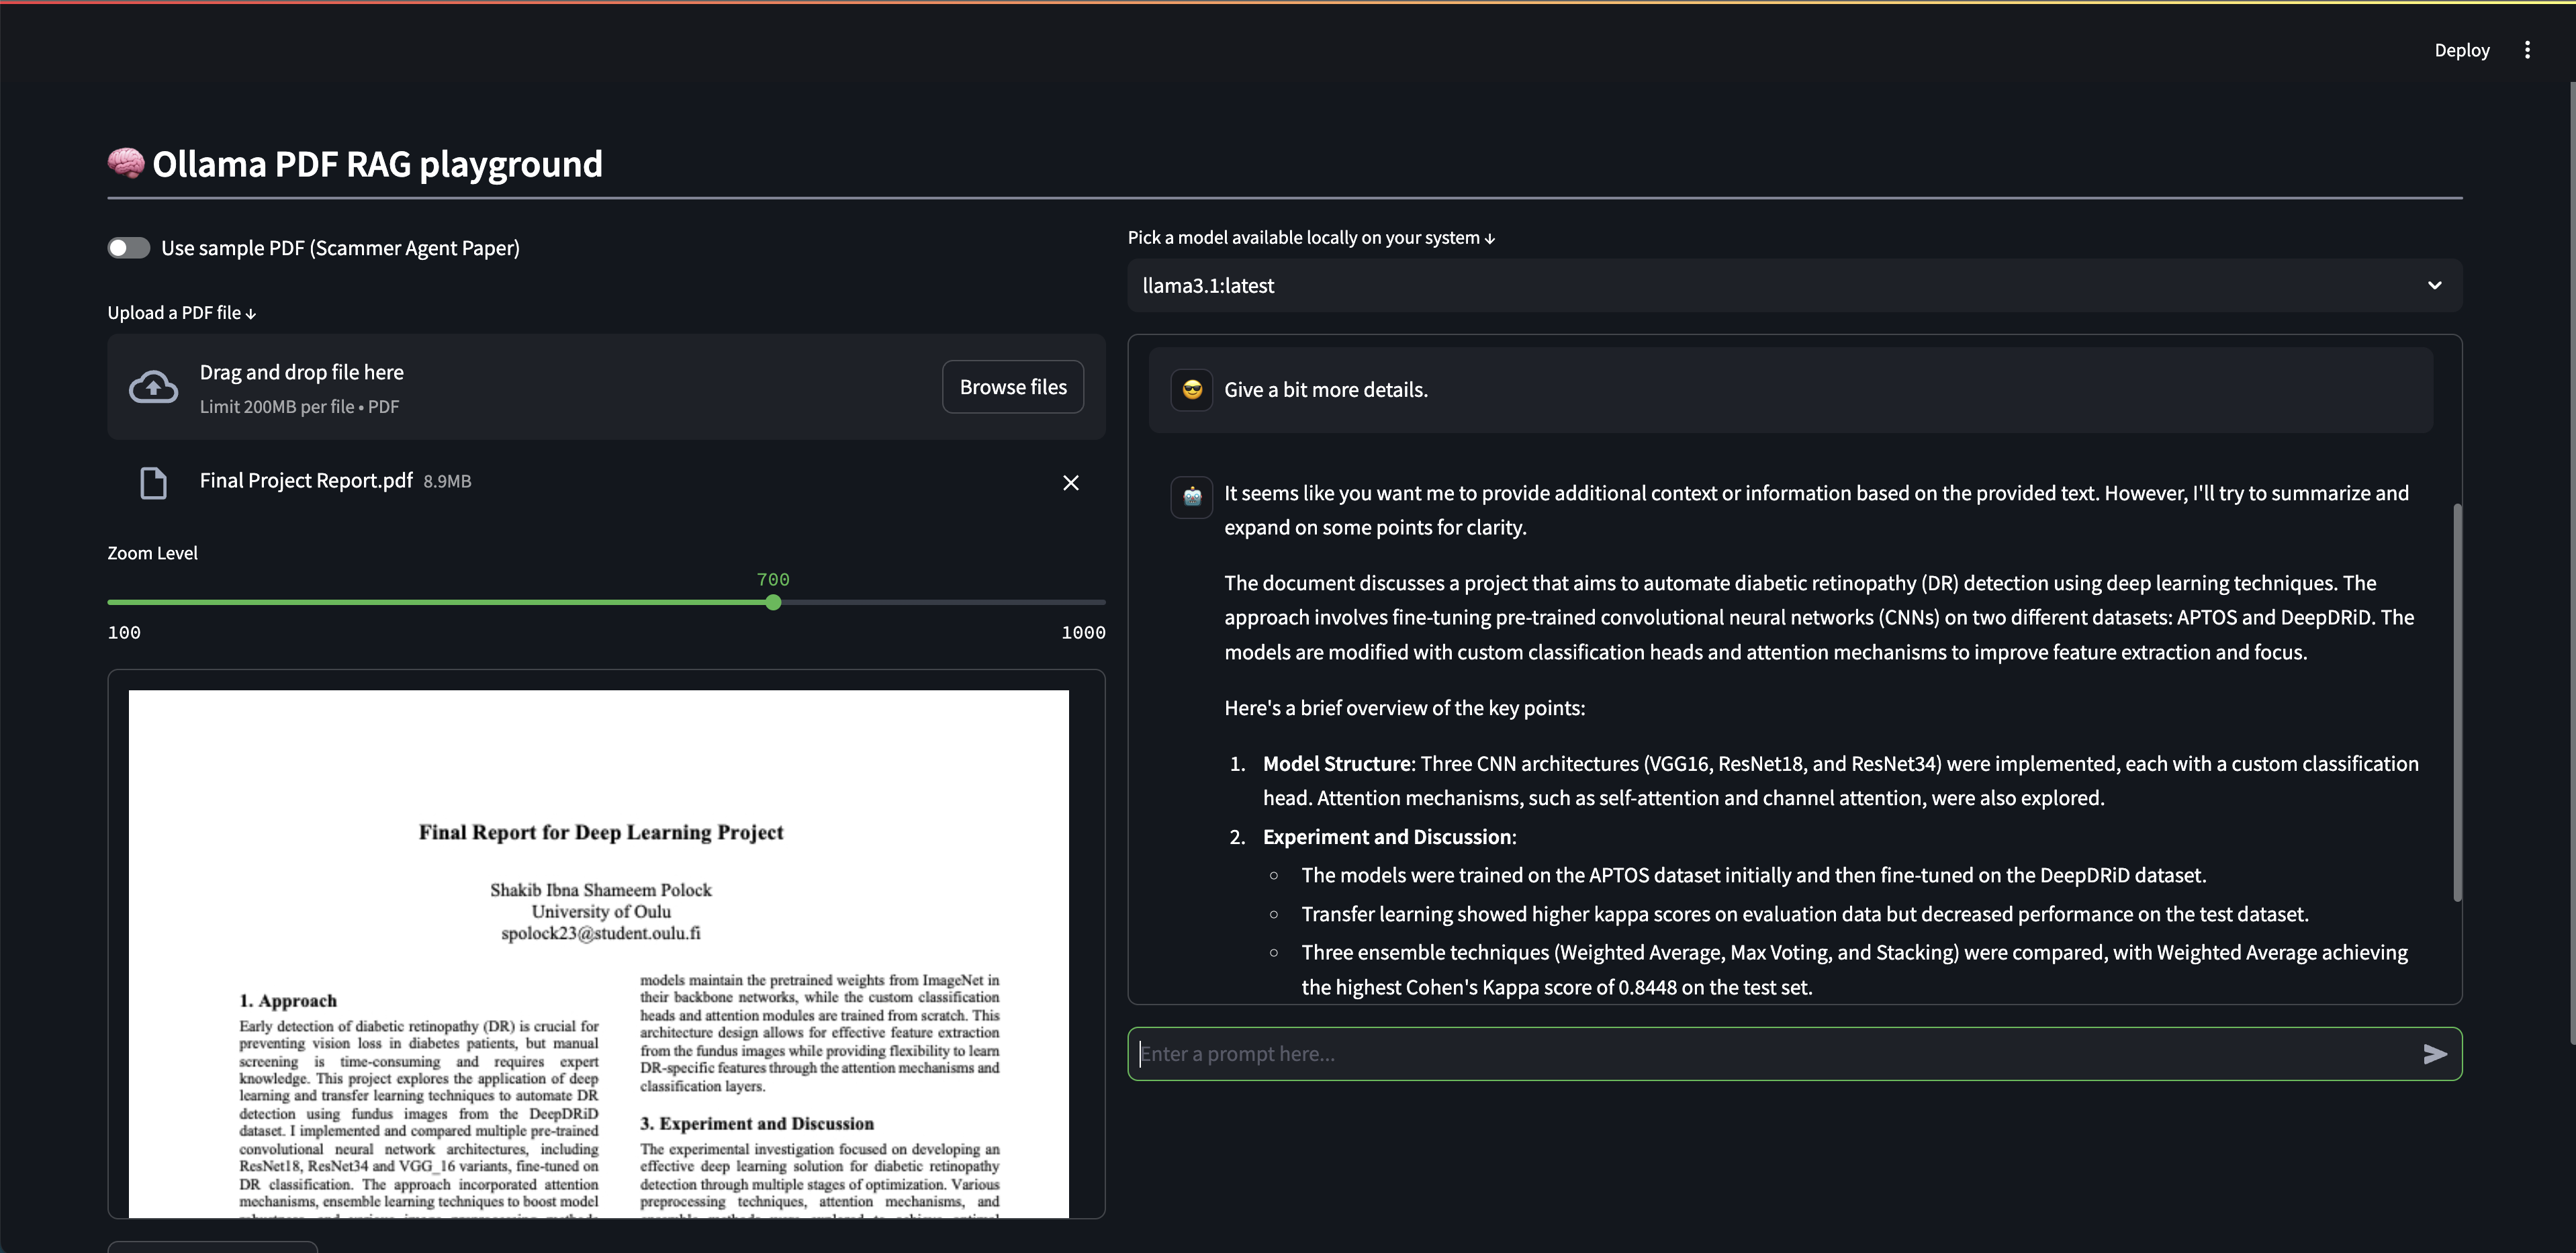 Deploy
Ollama PDF RAG playground
Use sample PDF (Scammer Agent Paper)
Upload a PDF file ↓
Drag and drop file here
Limit 200MB per file • PDF
Browse files
Final Project Report.pdf 8.9MB
Zoom Level
700
100 1000
Final Report for Deep Learning Project
Shakib Ibna Shameem Polock
University of Oulu
spolock23@student.oulu.fi
1. Approach
Early detection of diabetic retinopathy (DR) is crucial for
preventing vision loss in diabetes patients, but manual
screening is time-consuming and requires expert
knowledge. This project explores the application of deep
learning and transfer learning techniques to automate DR
detection using fundus images from the DeepDRiD
dataset. I implemented and compared multiple pre-trained
convolutional neural network architectures, including
ResNet18, ResNet34 and VGG_16 variants, fine-tuned on
DR classification. The approach incorporated attention
mechanisms, ensemble learning techniques to boost model
models maintain the pretrained weights from ImageNet in
their backbone networks, while the custom classification
heads and attention modules are trained from scratch. This
architecture design allows for effective feature extraction
from the fundus images while providing flexibility to learn
DR-specific features through the attention mechanisms and
classification layers.
3. Experiment and Discussion
The experimental investigation focused on developing an
effective deep learning solution for diabetic retinopathy
detection through multiple stages of optimization. Various
preprocessing techniques, attention mechanisms, and
Pick a model available locally on your system ↓
llama3.1:latest
Give a bit more details.
It seems like you want me to provide additional context or information based on the provided text. However, I'll try to summarize and
expand on some points for clarity.
The document discusses a project that aims to automate diabetic retinopathy (DR) detection using deep learning techniques. The
approach involves fine-tuning pre-trained convolutional neural networks (CNNs) on two different datasets: APTOS and DeepDRiD. The
models are modified with custom classification heads and attention mechanisms to improve feature extraction and focus.
Here's a brief overview of the key points:
1. Model Structure: Three CNN architectures (VGG16, ResNet18, and ResNet34) were implemented, each with a custom classification
head. Attention mechanisms, such as self-attention and channel attention, were also explored.
2. Experiment and Discussion:
○ The models were trained on the APTOS dataset initially and then fine-tuned on the DeepDRiD dataset.
○ Transfer learning showed higher kappa scores on evaluation data but decreased performance on the test dataset.
○ Three ensemble techniques (Weighted Average, Max Voting, and Stacking) were compared, with Weighted Average achieving
the highest Cohen's Kappa score of 0.8448 on the test set.
Enter a prompt here...